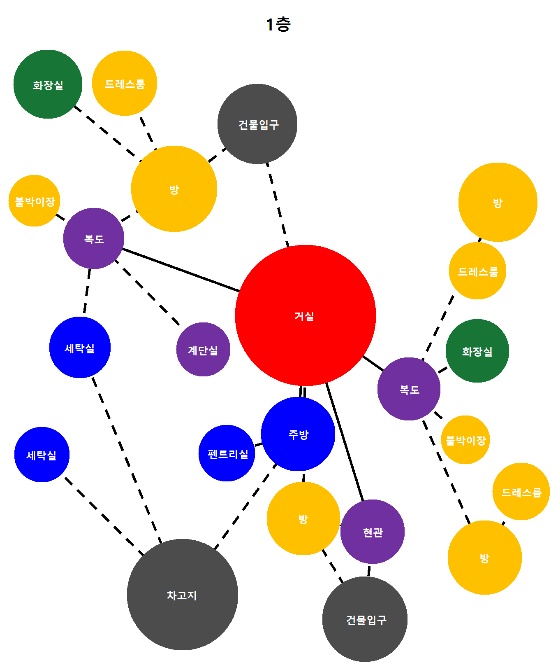 1층
화장실
드레스룸
건물입구
방
붙박이장
방
복도
드레스룸
거실
세탁실
계단실
화장실
복도
주방
붙박이장
세탁실
펜트리실
드레스룸
방
현관
방
차고지
건물입구